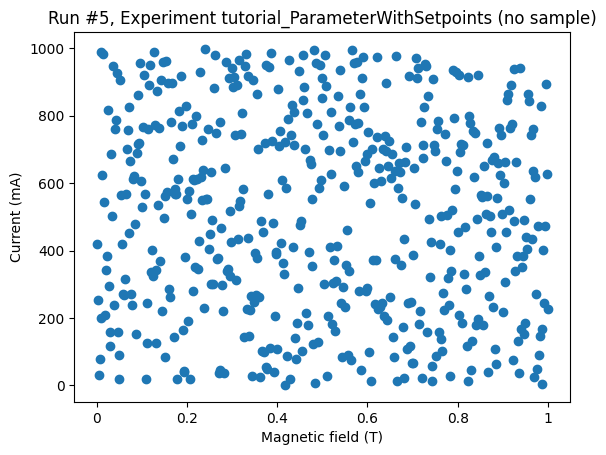 Run #5, Experiment tutorial_ParameterWithSetpoints (no sample)
1000
800
600
400
200
0
Current (mA)
0 0.2 0.4 0.6 0.8 1
Magnetic field (T)